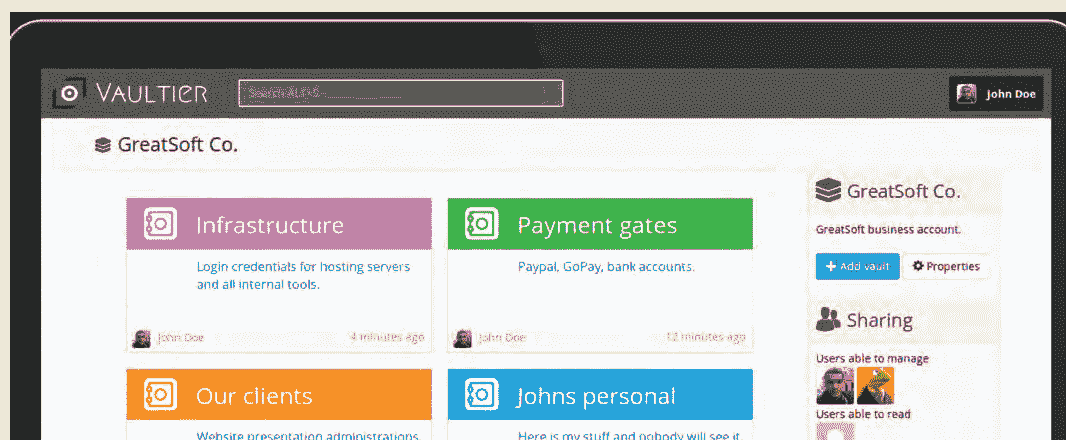 VAULTIER
John Doe
GreatSoft Co.
GreatSoft Co.
GreatSoft business account.
Add vault
Properties
Infrastructure
Login credentials for hosting servers
and all internal tools.
John Doe
4 minutes ago
Payment gates
Paypal, GoPay, bank accounts.
John Doe
12 minutes ago
Sharing
Users able to manage
Users able to read
Our clients
Website presentation administrations
Johns personal
Here is my stuff and nobody will see it